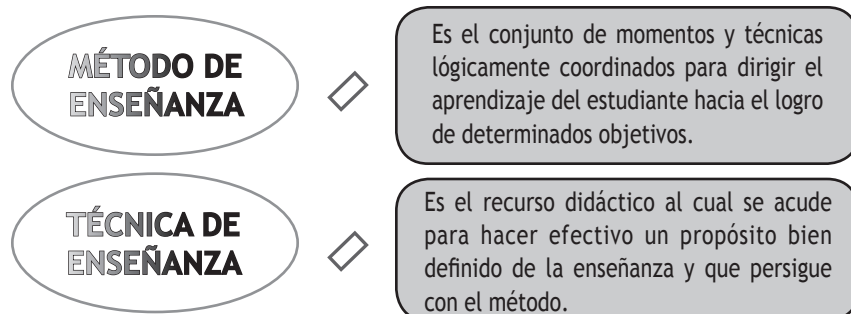 MÉTODO DE
ENSEÑANZA
Es el conjunto de momentos y técnicas
lógicamente coordinados para dirigir el
aprendizaje del estudiante hacia el logro
de determinados objetivos.
TÉCNICA DE
ENSEÑANZA
Es el recurso didáctico al cual se acude
para hacer efectivo un propósito bien
definido de la enseñanza y que persigue
con el método.